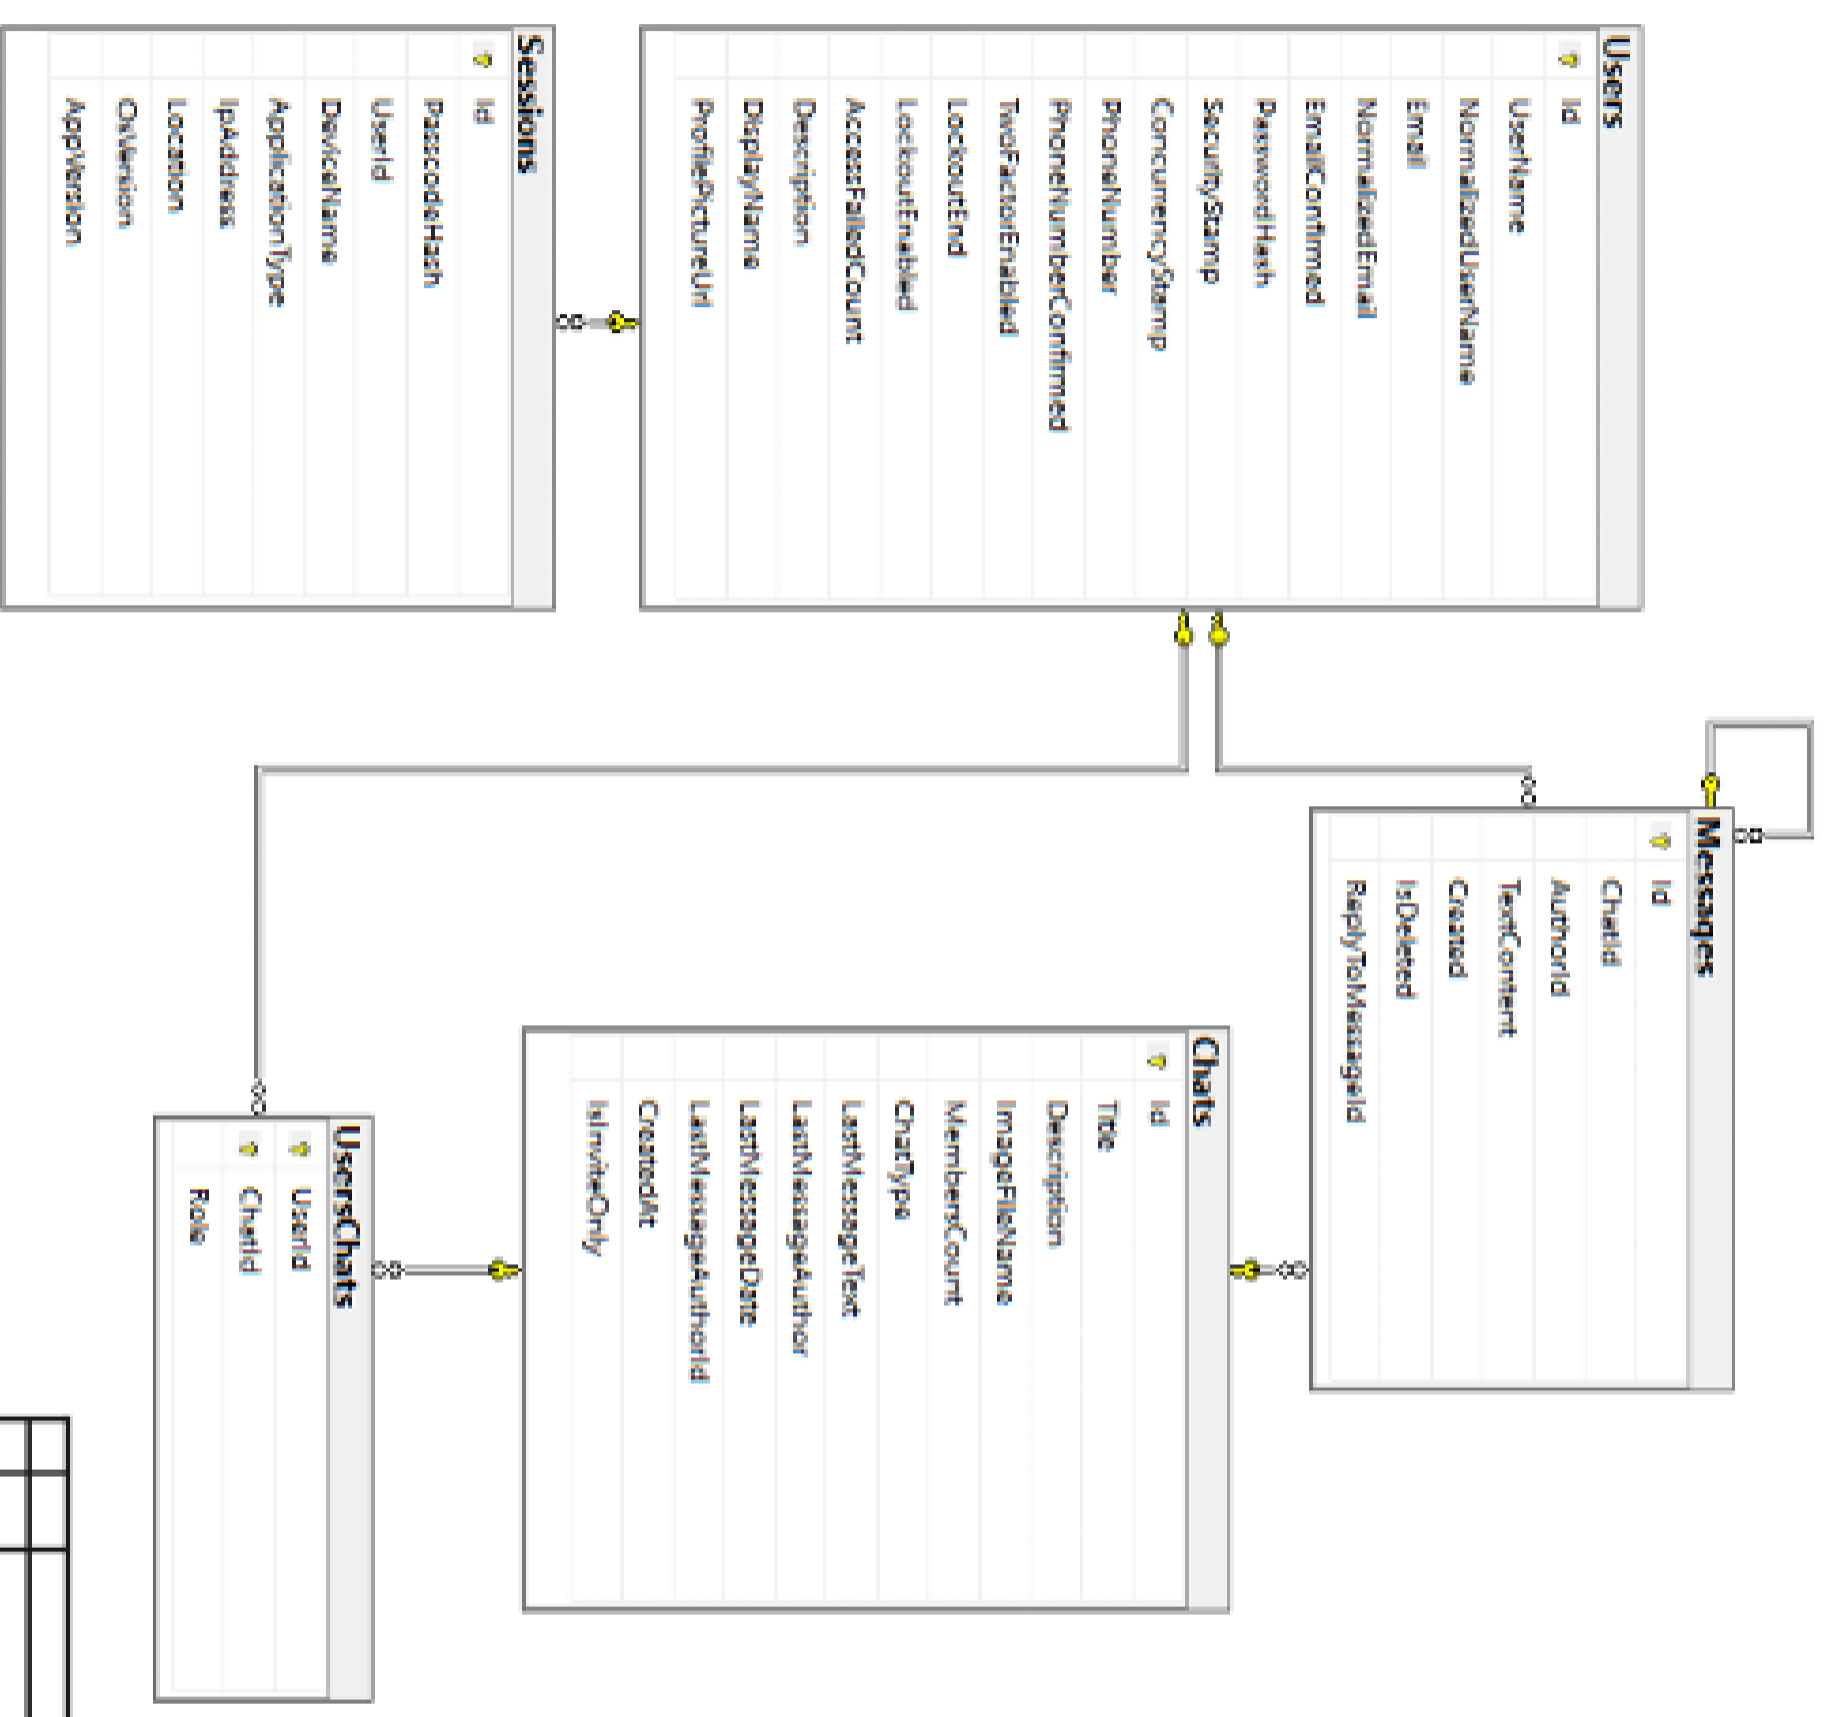 Users
Id
UserName
NormalizedUserName
Email
NormalizedEmail
EmailConfirmed
PasswordHash
SecurityStamp
ConcurrencyStamp
PhoneNumber
PhoneNumberConfirmed
TwoFactorEnabled
LockoutEnd
LockoutEnabled
AccessFailedCount
Description
DisplayName
ProfilePictureUrl
Sessions
Id
PasscodeHash
UserId
DeviceName
ApplicationType
IpAddress
Location
OsVersion
AppVersion
Messages
Id
ChatId
AuthorId
TextContent
Created
IsDeleted
ReplyToMessageId
Chats
Id
Title
Description
ImageFileName
MembersCount
ChatType
LastMessageText
LastMessageAuthor
LastMessageDate
LastMessageAuthorId
CreatedAt
IsInviteOnly
UsersChats
UserId
ChatId
Role